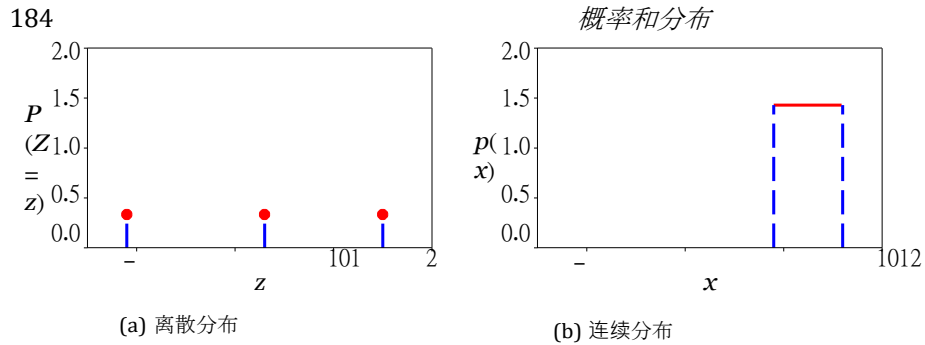 184 概率和分布
2.0
1.5
P
(Z 1.0
=
z) 0.5
0.0
– 101 2
z
(a) 离散分布
2.0
1.5
p( 1.0
x)
0.5
0.0
– 1012
x
(b) 连续分布